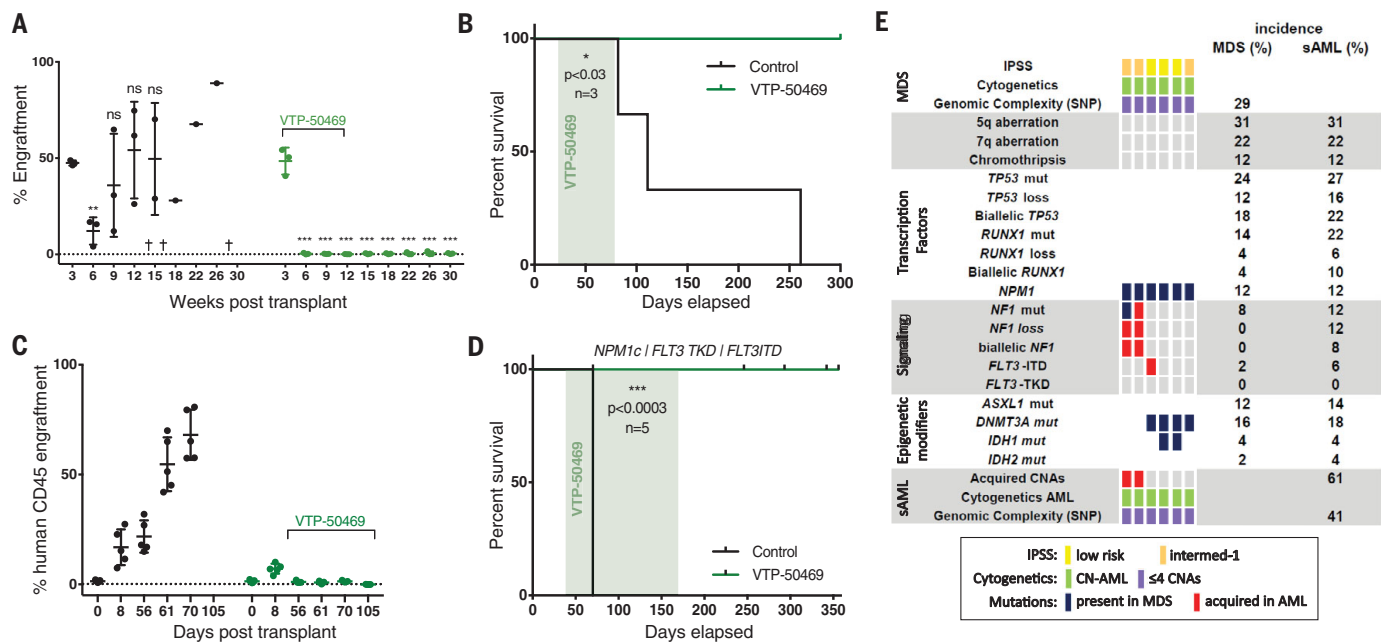 A
% Engraftment
100
50
0
**
ns
ns
ns
† † †
VTP-50469
*** *** *** *** *** *** *** ***
3 6 9 12 15 18 22 26 30 3 6 9 12 15 18 22 26 30
Weeks post transplant
B
Percent survival
100
50
0
VTP-50469
*
p<0.03
n=3
Control
VTP-50469
0 50 100 150 200 250 300
Days elapsed
C
% human CD45 engraftment
100
50
0
VTP-50469
0 8 56 61 70 105 0 8 56 61 70 105
Days post transplant
D
NPM1c | FLT3 TKD | FLT3ITD
Percent survival
100
50
0
VTP-50469
***
p<0.0003
n=5
Control
VTP-50469
0 50 100 150 200 250 300 350
Days elapsed
E
incidence
MDS (%) sAML (%)
MDS
IPSS
Cytogenetics
Genomic Complexity (SNP) 29
5q aberration 31 31
7q aberration 22 22
Chromothripsis 12 12
Transcription
Factors
TP53 mut 24 27
TP53 loss 12 16
Biallelic TP53 18 22
RUNX1 mut 14 22
RUNX1 loss 4 6
Biallelic RUNX1 4 10
NPM1 12 12
Signaling
NF1 mut 8 12
NF1 loss 0 12
biallelic NF1 0 8
FLT3 -ITD 2 6
FLT3 -TKD 0 0
Epigenetic
modifiers
ASXL1 mut 12 14
DNMT3A mut 16 18
IDH1 mut 4 4
IDH2 mut 2 4
sAML
Acquired CNAs 61
Cytogenetics AML
Genomic Complexity (SNP) 41
IPSS: low risk intermed-1
Cytogenetics: CN-AML ≤4 CNAs
Mutations: present in MDS acquired in AML